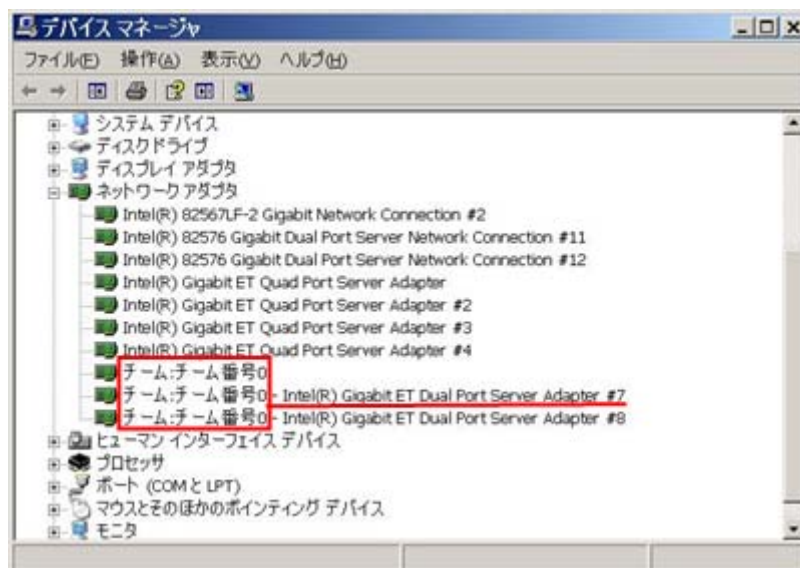 デバイス マネージャ
ファイル(F) 操作(A) 表示(V) ヘルプ(H)
システム デバイス
ディスク ドライブ
ディスプレイ アダプタ
ネットワーク アダプタ
Intel(R) 82567LF-2 Gigabit Network Connection #2
Intel(R) 82576 Gigabit Dual Port Server Network Connection #11
Intel(R) 82576 Gigabit Dual Port Server Network Connection #12
Intel(R) Gigabit ET Quad Port Server Adapter
Intel(R) Gigabit ET Quad Port Server Adapter #2
Intel(R) Gigabit ET Quad Port Server Adapter #3
Intel(R) Gigabit ET Quad Port Server Adapter #4
チーム:チーム番号0
チーム:チーム番号0 - Intel(R) Gigabit ET Dual Port Server Adapter #7
チーム:チーム番号0 - Intel(R) Gigabit ET Dual Port Server Adapter #8
ヒューマン インターフェイス デバイス
プロセッサ
ポート (COM と LPT)
マウスとそのほかのポインティング デバイス
モニタ